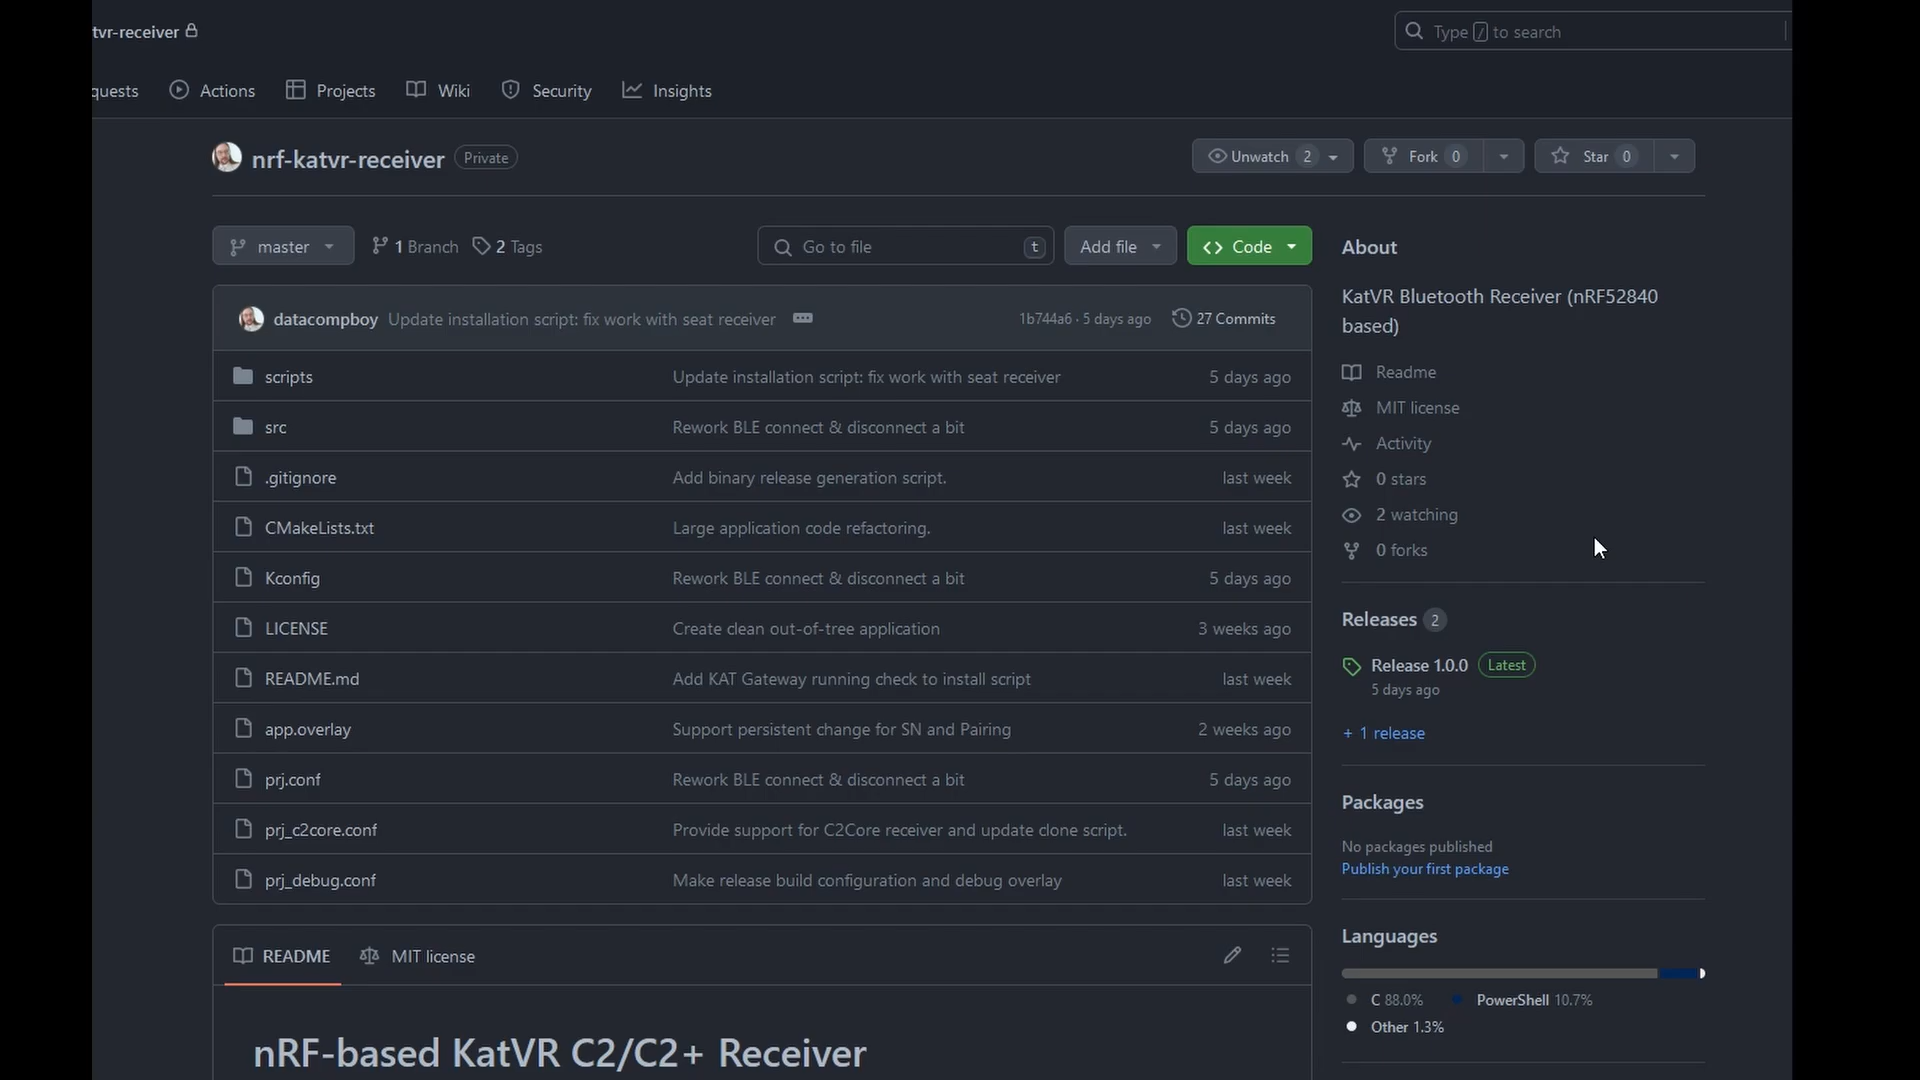 tvr-receiver
Type / to search
quests
Actions
Projects
Wiki
Security
Insights
nrf-katvr-receiver
Private
Unwatch 2
Fork 0
Star 0
master
1 Branch
2 Tags
Go to file
t
Add file
Code
datacompboy Update installation script: fix work with seat receiver
1b744a6 · 5 days ago
27 Commits
scripts Update installation script: fix work with seat receiver 5 days ago
src Rework BLE connect & disconnect a bit 5 days ago
.gitignore Add binary release generation script. last week
CMakeLists.txt Large application code refactoring. last week
Kconfig Rework BLE connect & disconnect a bit 5 days ago
LICENSE Create clean out-of-tree application 3 weeks ago
README.md Add KAT Gateway running check to install script last week
app.overlay Support persistent change for SN and Pairing 2 weeks ago
prj.conf Rework BLE connect & disconnect a bit 5 days ago
prj_c2core.conf Provide support for C2Core receiver and update clone script. last week
prj_debug.conf Make release build configuration and debug overlay last week
README
MIT license
nRF-based KatVR C2/C2+ Receiver
About
KatVR Bluetooth Receiver (nRF52840
based)
Readme
MIT license
Activity
0 stars
2 watching
0 forks
Releases 2
Release 1.0.0 Latest
5 days ago
+ 1 release
Packages
No packages published
Publish your first package
Languages
C 88.0% PowerShell 10.7%
Other 1.3%